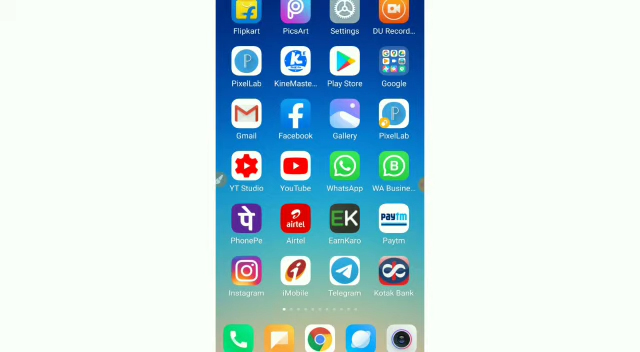 Flipkart PicsArt Settings DU Record...
PixelLab KineMaste... Play Store Google
Gmail Facebook Gallery PixelLab
YT Studio YouTube WhatsApp WA Busine...
पे airtel EK paytm
PhonePe Airtel EarnKaro Paytm
Instagram iMobile Telegram Kotak Bank